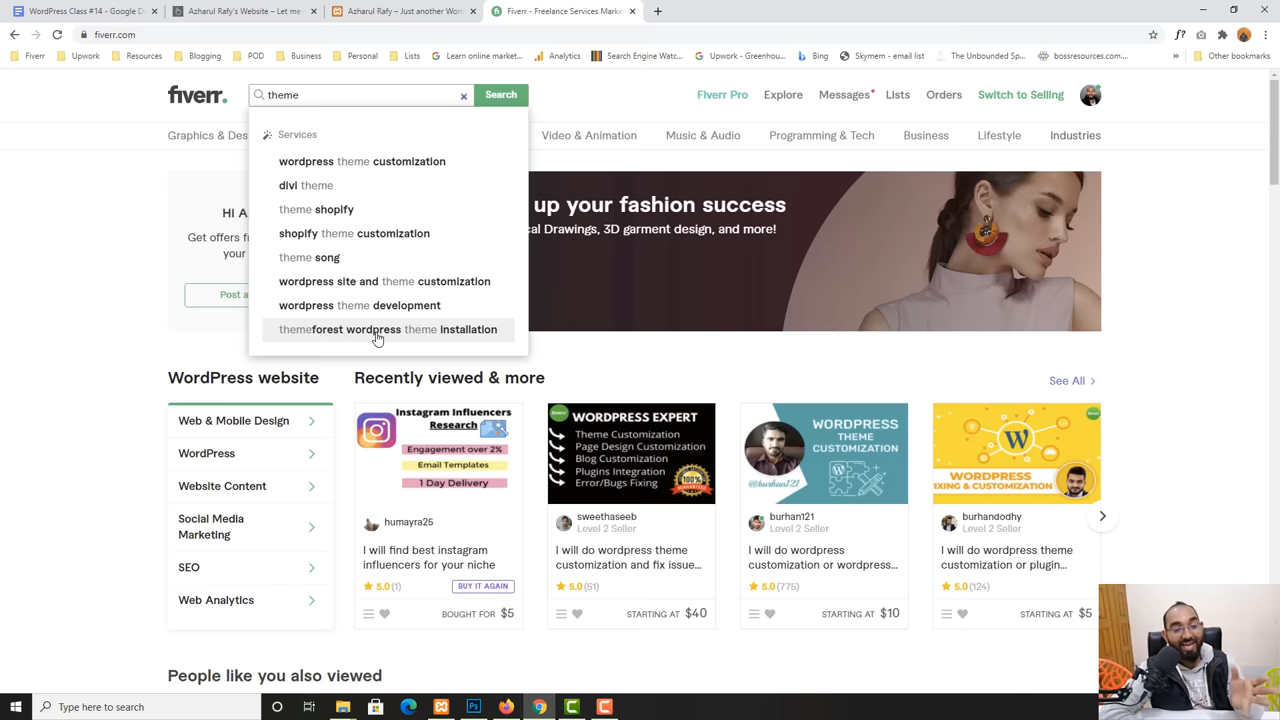 WordPress Class #14 - Google D
Azharul Rafy's Website – Let me
Azharul Rafy – Just another Wor
Fiverr - Freelance Services Marke
fiverr.com
Fiverr
Upwork
Resources
Blogging
POD
Business
Personal
Lists
Learn google market...
Analytics
Search Engine Watc...
Upwork - Greenhou...
Bing
Skymem - email list
The Unbounded Sp...
bossresources.com...
Other bookmarks
fiverr.
theme
Search
Fiverr Pro
Explore
Messages
Lists
Orders
Switch to Selling
Graphics & Des
Video & Animation
Music & Audio
Programming & Tech
Business
Lifestyle
Industries
Services
wordpress theme customization
divi theme
theme shopify
shopify theme customization
theme song
wordpress site and theme customization
wordpress theme development
themeforest wordpress theme installation
Hi A
Get offers f
your
Post a
up your fashion success
cal Drawings, 3D garment design, and more!
WordPress website
Web & Mobile Design
WordPress
Website Content
Social Media
Marketing
SEO
Web Analytics
Recently viewed & more
See All
Instagram Influencers
Research
Engagement over 2%
Email Templates
1 Day Delivery
humayra25
I will find best instagram
influencers for your niche
5.0 (1)
BUY IT AGAIN
BOUGHT FOR $5
WORDPRESS EXPERT
Theme Customization
Page Design Customization
Blog Customization
Plugins Integration
Error/Bugs Fixing
100%
sweethaseeb
Level 2 Seller
I will do wordpress theme
customization and fix issue...
5.0 (51)
STARTING AT $40
WORDPRESS
THEME
CUSTOMIZATION
@burhan121
burhan121
Level 2 Seller
I will do wordpress
customization or wordpress...
5.0 (775)
STARTING AT $10
WORDPRESS
FIXING & CUSTOMIZATION
burhandodhy
Level 2 Seller
I will do wordpress theme
customization or plugin...
5.0 (124)
STARTING AT $5
People like you also viewed
Type here to search